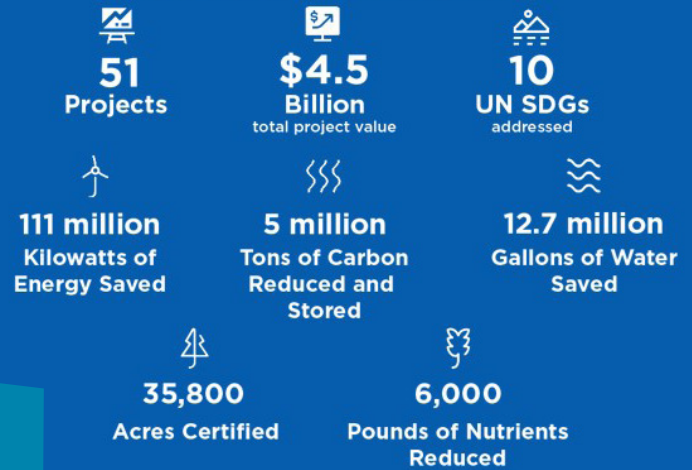 51
Projects
$4.5
Billion
total project value
10
UN SDGs
addressed
111 million
Kilowatts of
Energy Saved
5 million
Tons of Carbon
Reduced and
Stored
12.7 million
Gallons of Water
Saved
35,800
Acres Certified
6,000
Pounds of Nutrients
Reduced